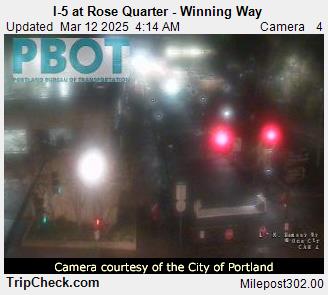 I-5 at Rose Quarter - Winning Way
Updated Mar 12 2025 4:14 AM Camera 4
PBOT
PORTLAND BUREAU OF TRANSPORTATION
Camera courtesy of the City of Portland
TripCheck.com
Milepost302.00